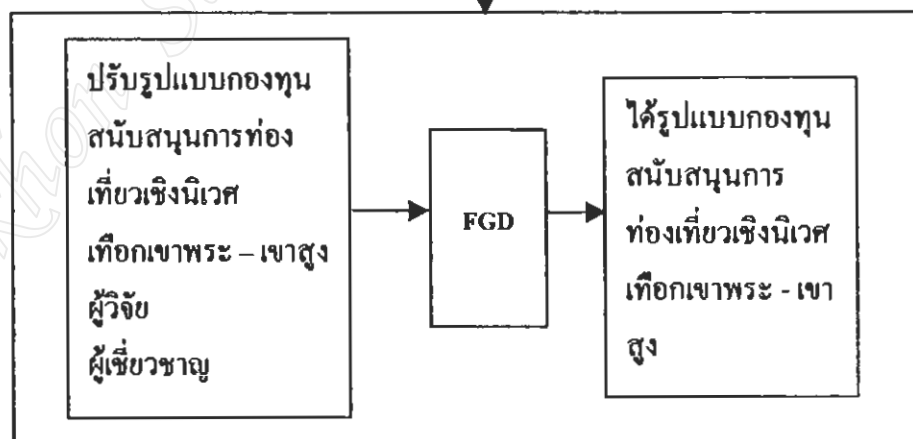 ปรับรูปแบบกองทุน
สนับสนุนการท่อง
เที่ยวเชิงนิเวศ
เทือกเขาพระ – เขาสูง
ผู้วิจัย
ผู้เชี่ยวชาญ
FGD
ได้รูปแบบกองทุน
สนับสนุนการ
ท่องเที่ยวเชิงนิเวศ
เทือกเขาพระ - เขา
สูง